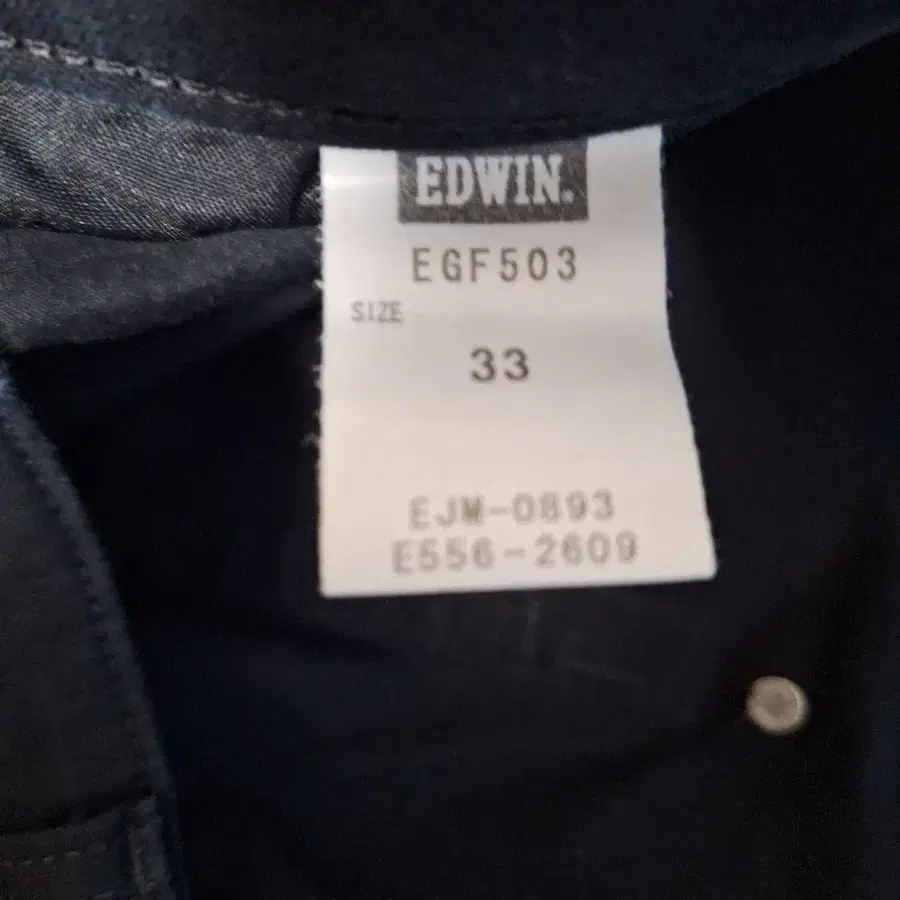 EDWIN.
EGF503
SIZE
33
EJM-0893
E556-2609